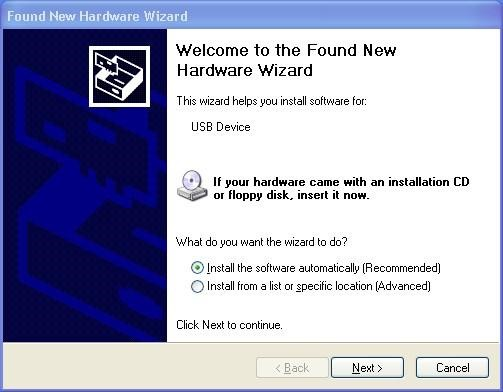 Found New Hardware Wizard
Welcome to the Found New
Hardware Wizard
This wizard helps you install software for:
USB Device
If your hardware came with an installation CD
or floppy disk, insert it now.
What do you want the wizard to do?
Install the software automatically (Recommended)
Install from a list or specific location (Advanced)
Click Next to continue.
< Back
Next >
Cancel